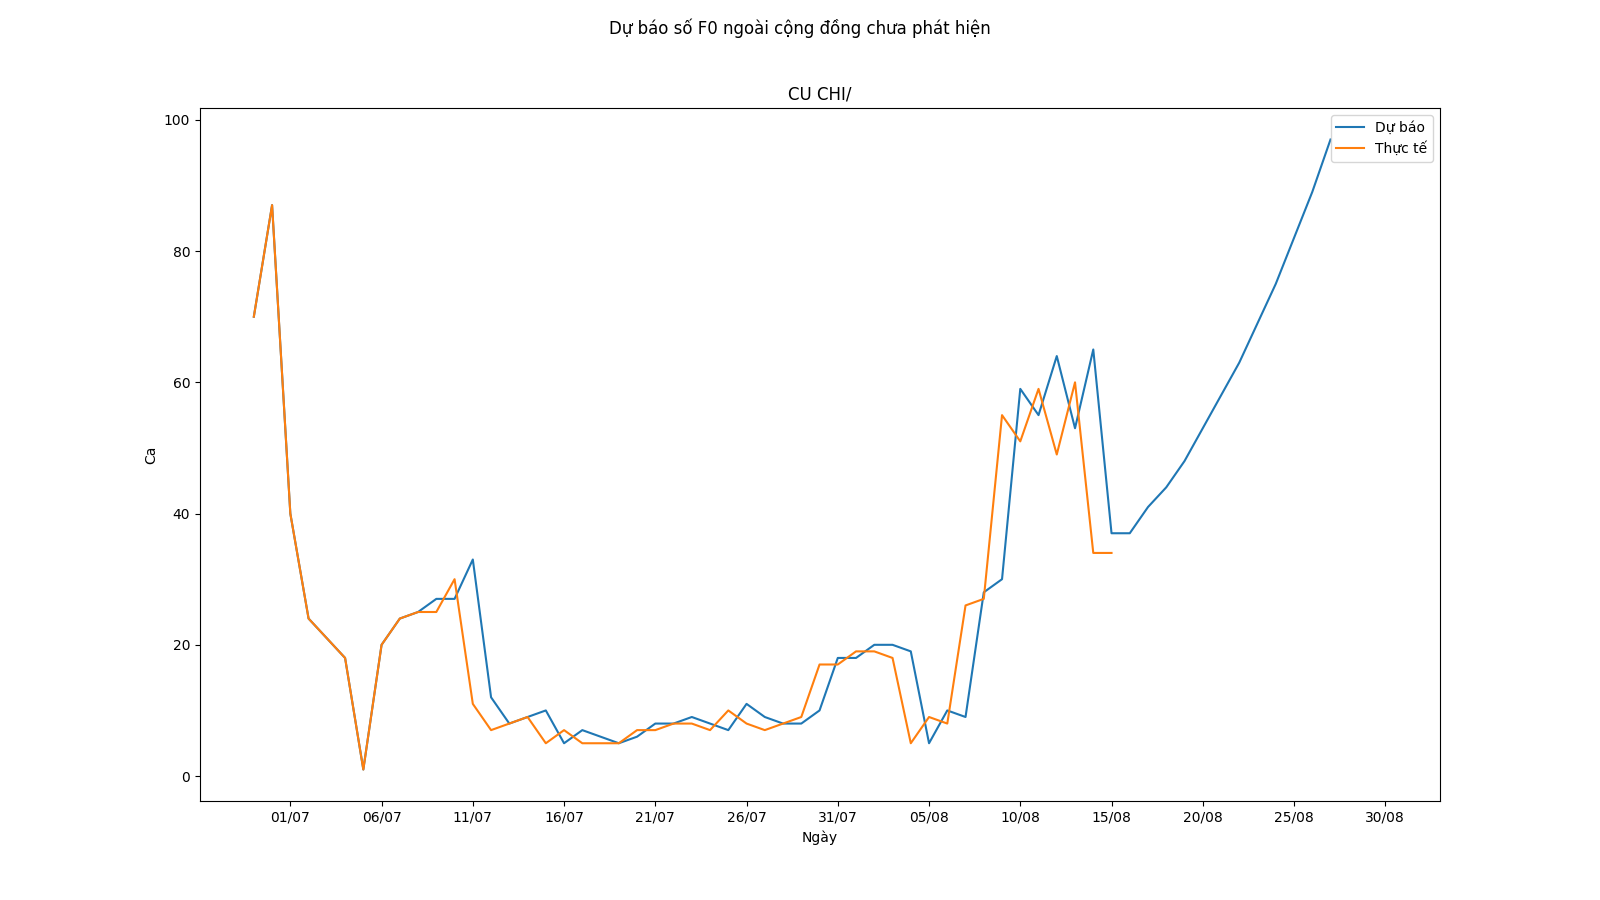 Dự báo số F0 ngoài cộng đồng chưa phát hiện
CU CHI/
100
80
60
40
20
0
Ca
Dự báo
Thực tế
01/07 06/07 11/07 16/07 21/07 26/07 31/07 05/08 10/08 15/08 20/08 25/08 30/08
Ngày